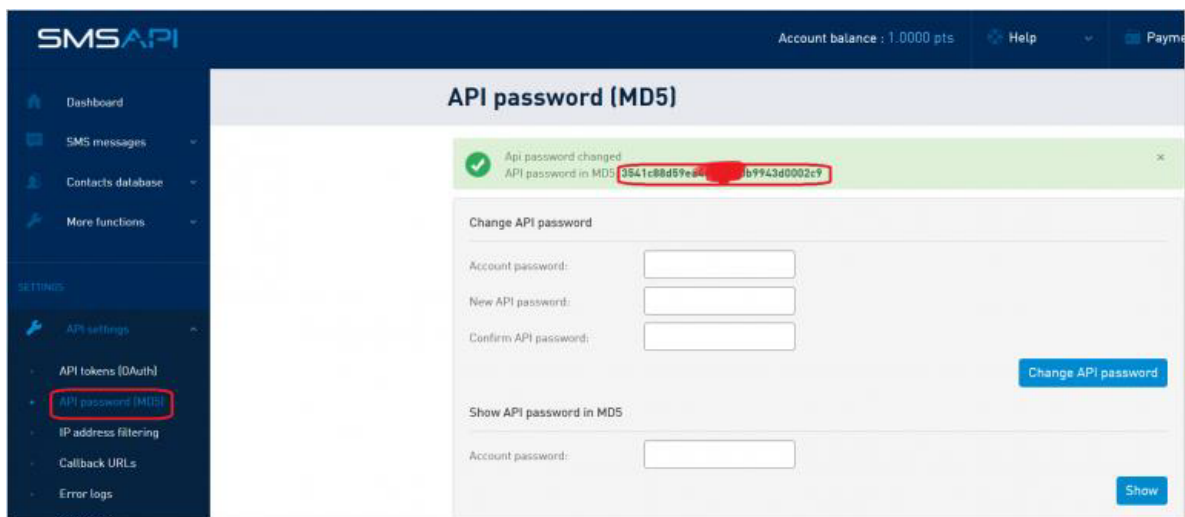 SMSAPI
Account balance : 1.0000 pts
Help
Payme
Dashboard
SMS messages
Contacts database
More functions
SETTINGS
API settings
API tokens (OAuth)
API password (MD5)
IP address filtering
Callback URLs
Error logs
API password (MD5)
Api password changed
API password in MD5
Change API password
Account password:
New API password:
Confirm API password:
Change API password
Show API password in MD5
Account password:
Show